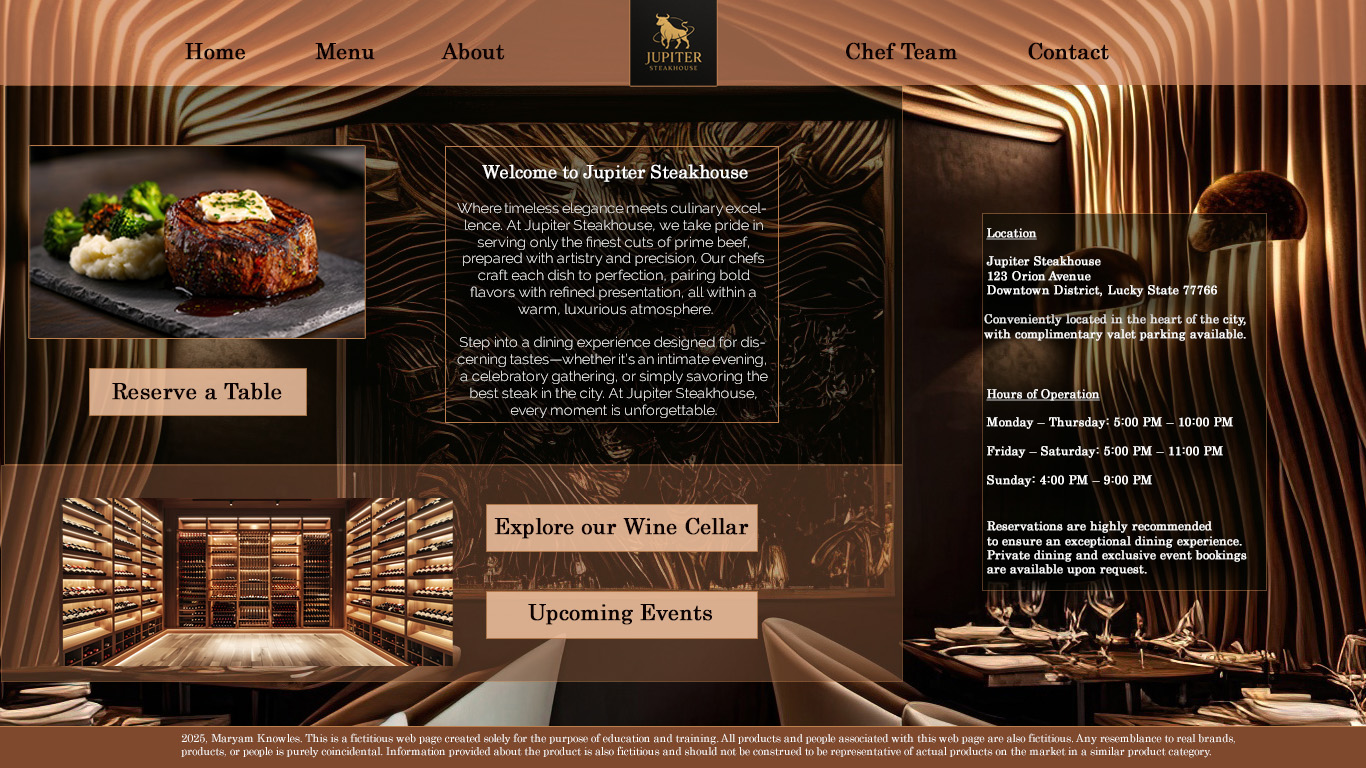 Home
Menu
About
JUPITER
STEAKHOUSE
Chef Team
Contact
Welcome to Jupiter Steakhouse
Where timeless elegance meets culinary excel-
lence. At Jupiter Steakhouse, we take pride in
serving only the finest cuts of prime beef,
prepared with artistry and precision. Our chefs
craft each dish to perfection, pairing bold
flavors with refined presentation, all within a
warm, luxurious atmosphere.
Step into a dining experience designed for dis-
cerning tastes—whether it's an intimate evening,
a celebratory gathering, or simply savoring the
best steak in the city. At Jupiter Steakhouse,
every moment is unforgettable.
Reserve a Table
Explore our Wine Cellar
Upcoming Events
Location
Jupiter Steakhouse
123 Orion Avenue
Downtown District, Lucky State 77766
Conveniently located in the heart of the city,
with complimentary valet parking available.
Hours of Operation
Monday – Thursday: 5:00 PM – 10:00 PM
Friday – Saturday: 5:00 PM – 11:00 PM
Sunday: 4:00 PM – 9:00 PM
Reservations are highly recommended
to ensure an exceptional dining experience.
Private dining and exclusive event bookings
are available upon request.
2025, Maryam Knowles. This is a fictitious web page created solely for the purpose of education and training. All products and people associated with this web page are also fictitious. Any resemblance to real brands,
products, or people is purely coincidental. Information provided about the product is also fictitious and should not be construed to be representative of actual products on the market in a similar product category.